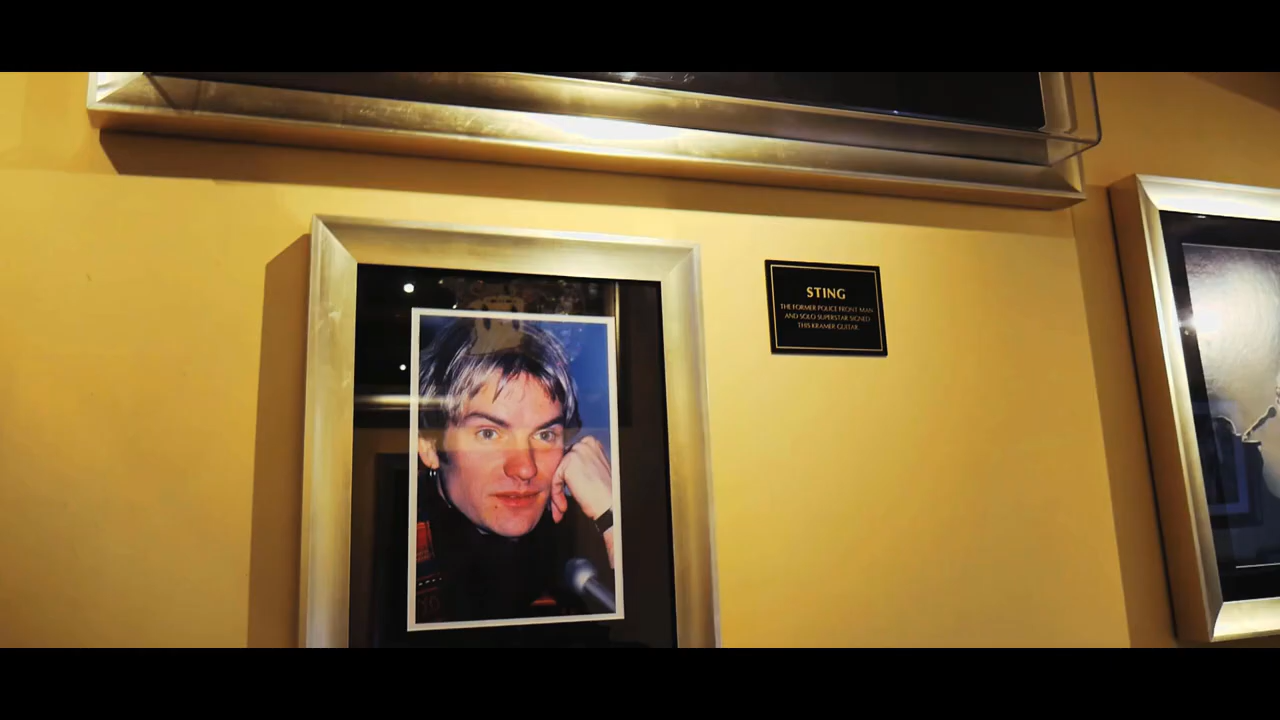 STING
THE FORMER POLICE FRONT MAN
AND SOLO SUPERSTAR SIGNED
THIS KRAMER GUITAR